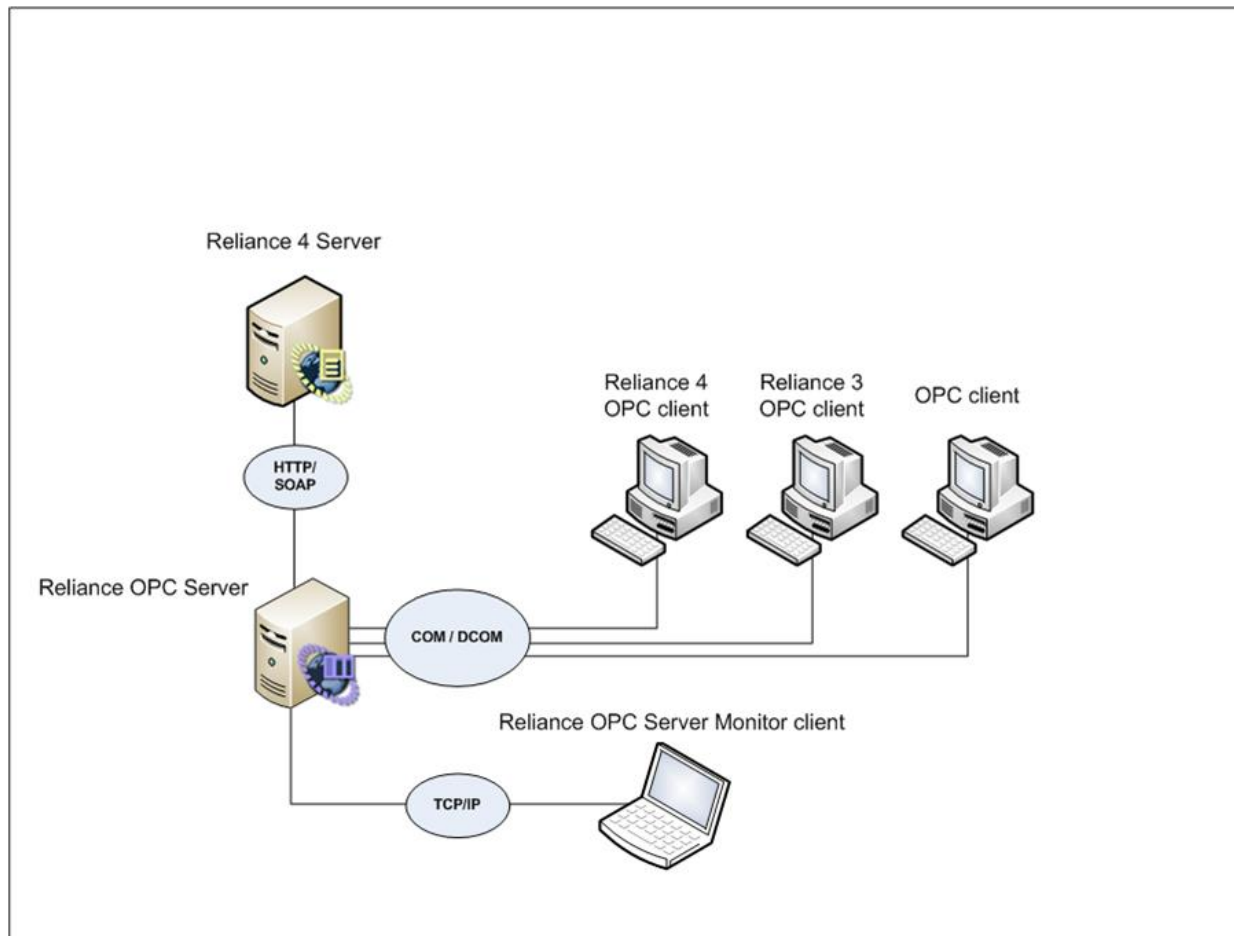 Reliance 4 Server
Reliance 4
OPC client
Reliance 3
OPC client
OPC client
HTTP/
SOAP
Reliance OPC Server
COM / DCOM
Reliance OPC Server Monitor client
TCP/IP